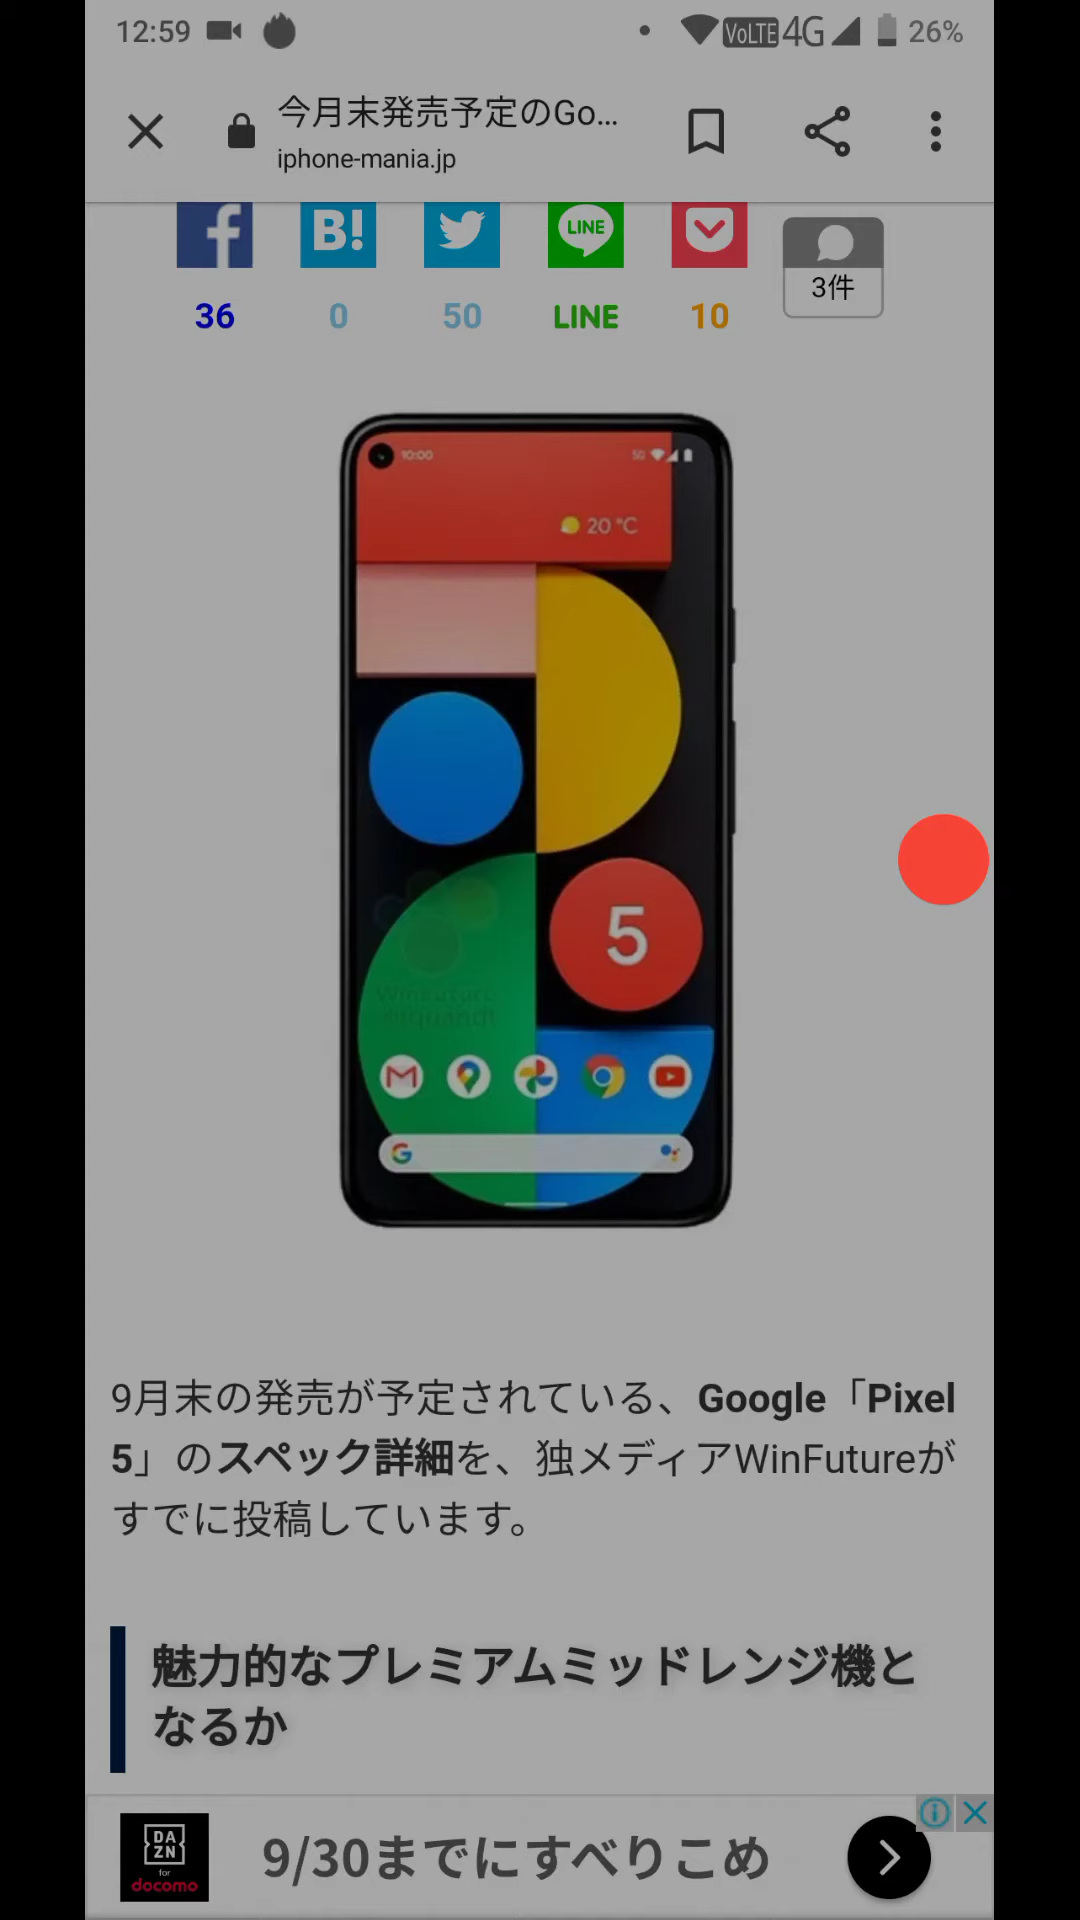 12:59
VoLTE 4G 26%
今月末発売予定のGo...
iphone-mania.jp
f B! LINE
3件
36 0 50 LINE 10
10:00 5G
20 °C
5
G
9月末の発売が予定されている、Google「Pixel
5」のスペック詳細を、独メディアWinFutureが
すでに投稿しています。
魅力的なプレミアムミッドレンジ機と
なるか
DAZN
for
docomo
9/30までにすべりこめ